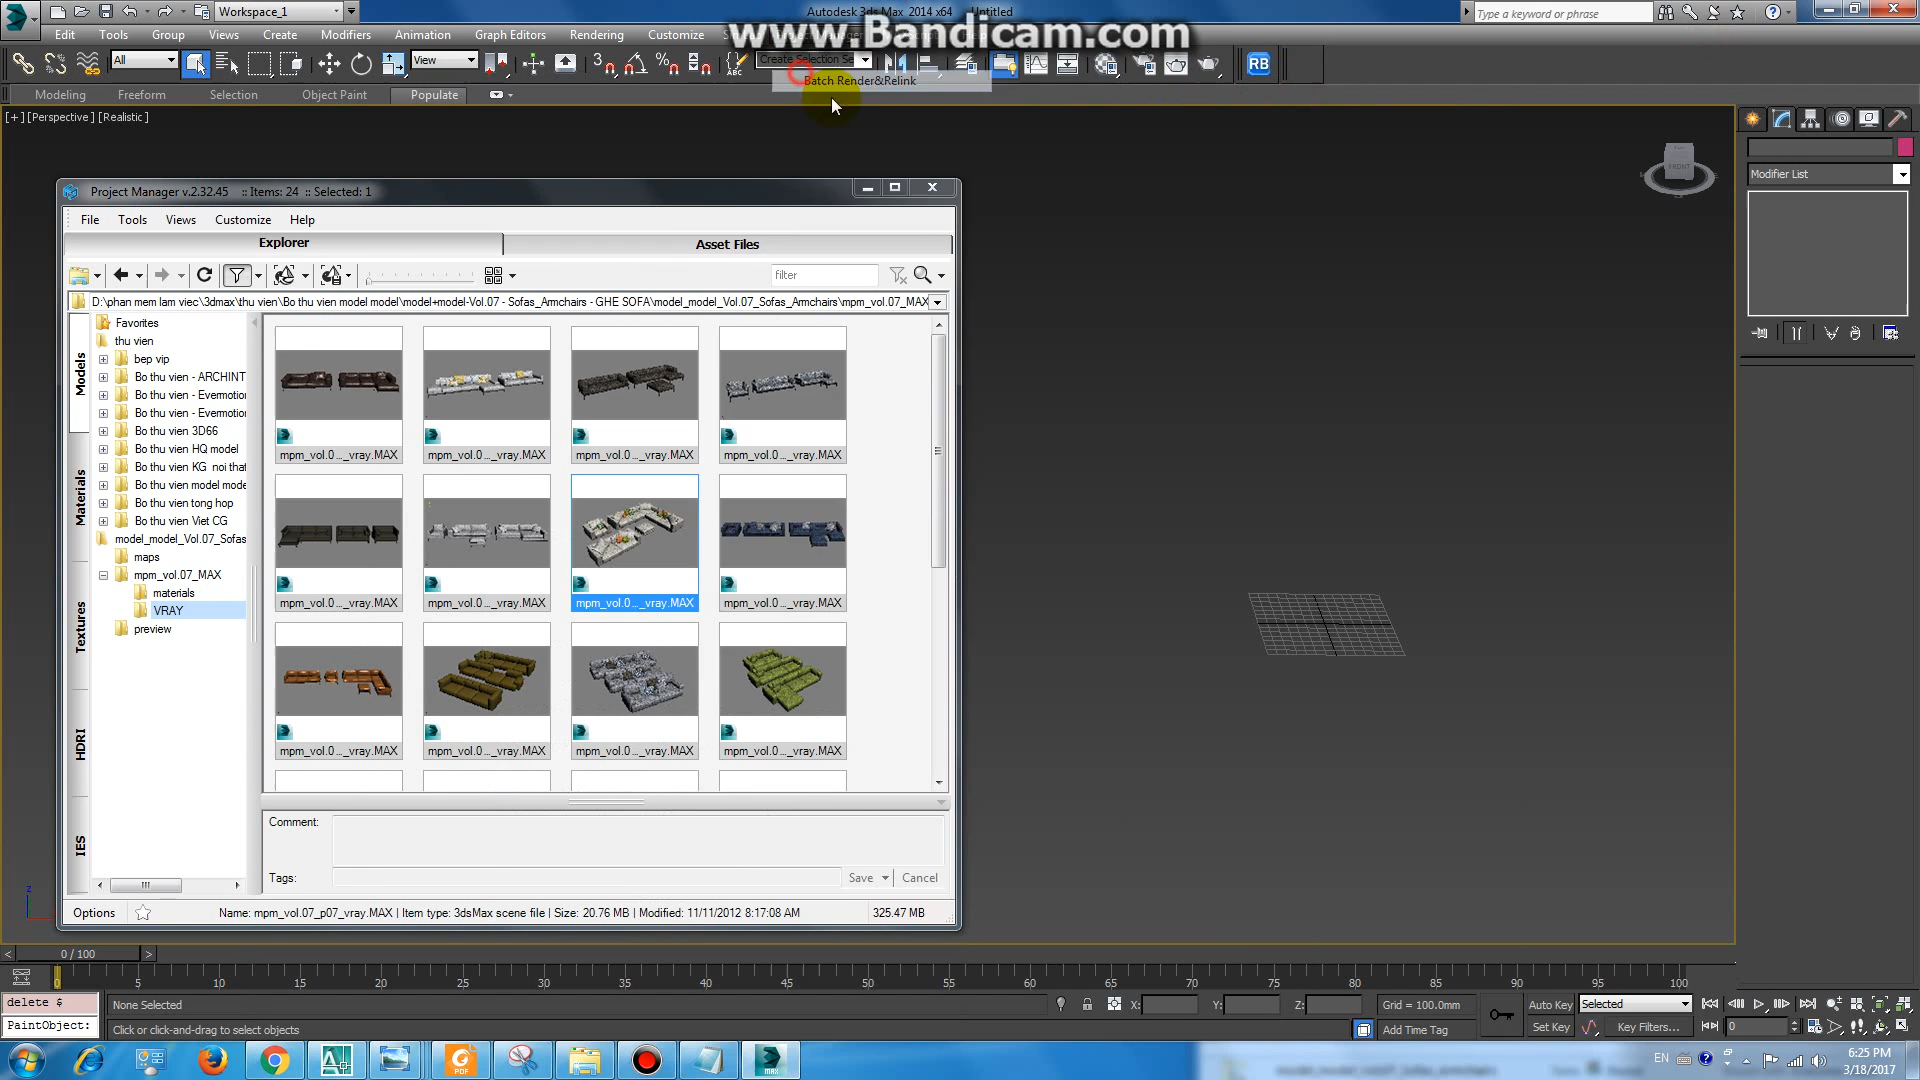 Workspace_1
Autodesk 3ds Max 2014 x64
Untitled
Type a keyword or phrase
www.Bandicam.com
Edit Tools Group Views Create Modifiers Animation Graph Editors Rendering Customize
All
View
Create Selection Se
RB
Batch Render&Relink
Modeling Freeform Selection Object Paint Populate
[+] [Perspective] [Realistic]
FRONT
Modifier List
Project Manager v.2.32.45 :: Items: 24 :: Selected: 1
File Tools Views Customize Help
Explorer Asset Files
filter
D:\phan mem lam viec\3dmax\thu vien\Bo thu vien model model\model+model-Vol.07 - Sofas_Armchairs - GHE SOFA\model_model_Vol.07_Sofas_Armchairs\mpm_vol.07_MAX
Models
Materials
Textures
HDRI
IES
Favorites
thu vien
bep vip
Bo thu vien - ARCHINT
Bo thu vien - Evermotion
Bo thu vien - Evermotion
Bo thu vien 3D66
Bo thu vien HQ model
Bo thu vien KG noi that
Bo thu vien model mode
Bo thu vien tong hop
Bo thu vien Viet CG
model_model_Vol.07_Sofas
maps
mpm_vol.07_MAX
materials
VRAY
preview
mpm_vol.0..._vray.MAX mpm_vol.0..._vray.MAX mpm_vol.0..._vray.MAX mpm_vol.0..._vray.MAX
mpm_vol.0..._vray.MAX mpm_vol.0..._vray.MAX mpm_vol.0..._vray.MAX mpm_vol.0..._vray.MAX
mpm_vol.0..._vray.MAX mpm_vol.0..._vray.MAX mpm_vol.0..._vray.MAX mpm_vol.0..._vray.MAX
Comment:
Tags:
Save Cancel
Options
Name: mpm_vol.07_p07_vray.MAX | Item type: 3dsMax scene file | Size: 20.76 MB | Modified: 11/11/2012 8:17:08 AM
325.47 MB
z
0 / 100
0 5 10 15 20 25 30 35 40 45 50 55 60 65 70 75 80 85 90 95 100
delete $
None Selected
X: Y: Z:
Grid = 100.0mm
Auto Key
Selected
PaintObject:
Click or click-and-drag to select objects
Add Time Tag
Set Key
Key Filters...
0
PDF
MAX
EN
6:25 PM
3/18/2017